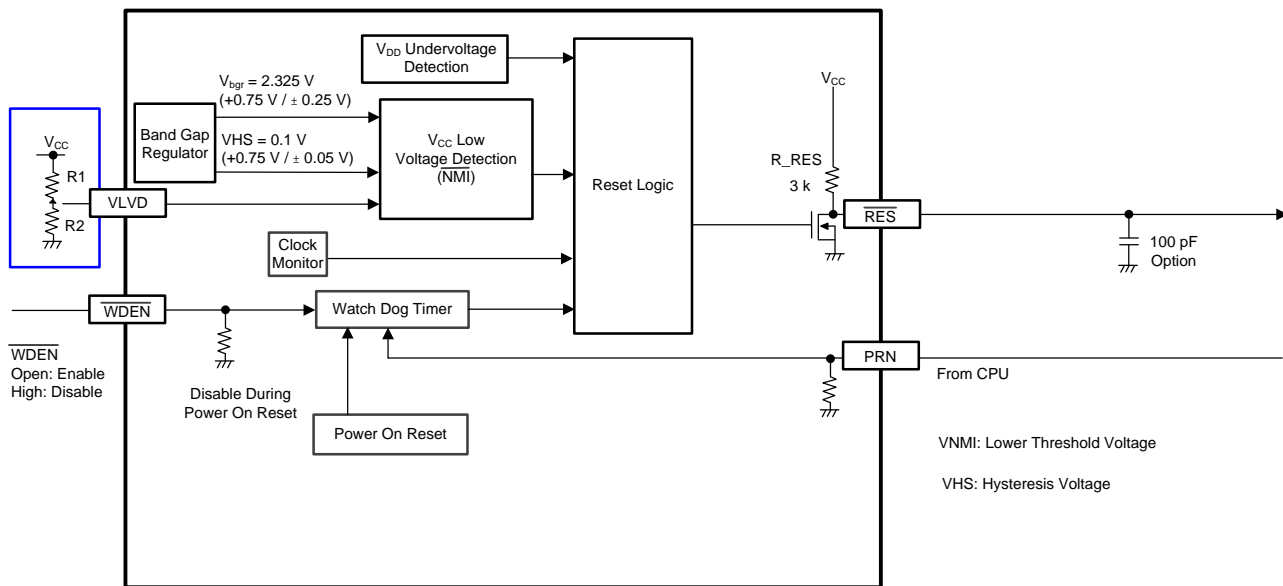 V_DD Undervoltage
Detection
V_bgr = 2.325 V
(+0.75 V / ± 0.25 V)
Band Gap
Regulator
VHS = 0.1 V
(+0.75 V / ± 0.05 V)
V_CC Low
Voltage Detection
(NMI)
Reset Logic
V_CC
R_RES
3 k
RES
100 pF
Option
V_CC
R1
R2
VLVD
Clock
Monitor
WDEN
Watch Dog Timer
WDEN
Open: Enable
High: Disable
Disable During
Power On Reset
Power On Reset
PRN
From CPU
VNMI: Lower Threshold Voltage
VHS: Hysteresis Voltage